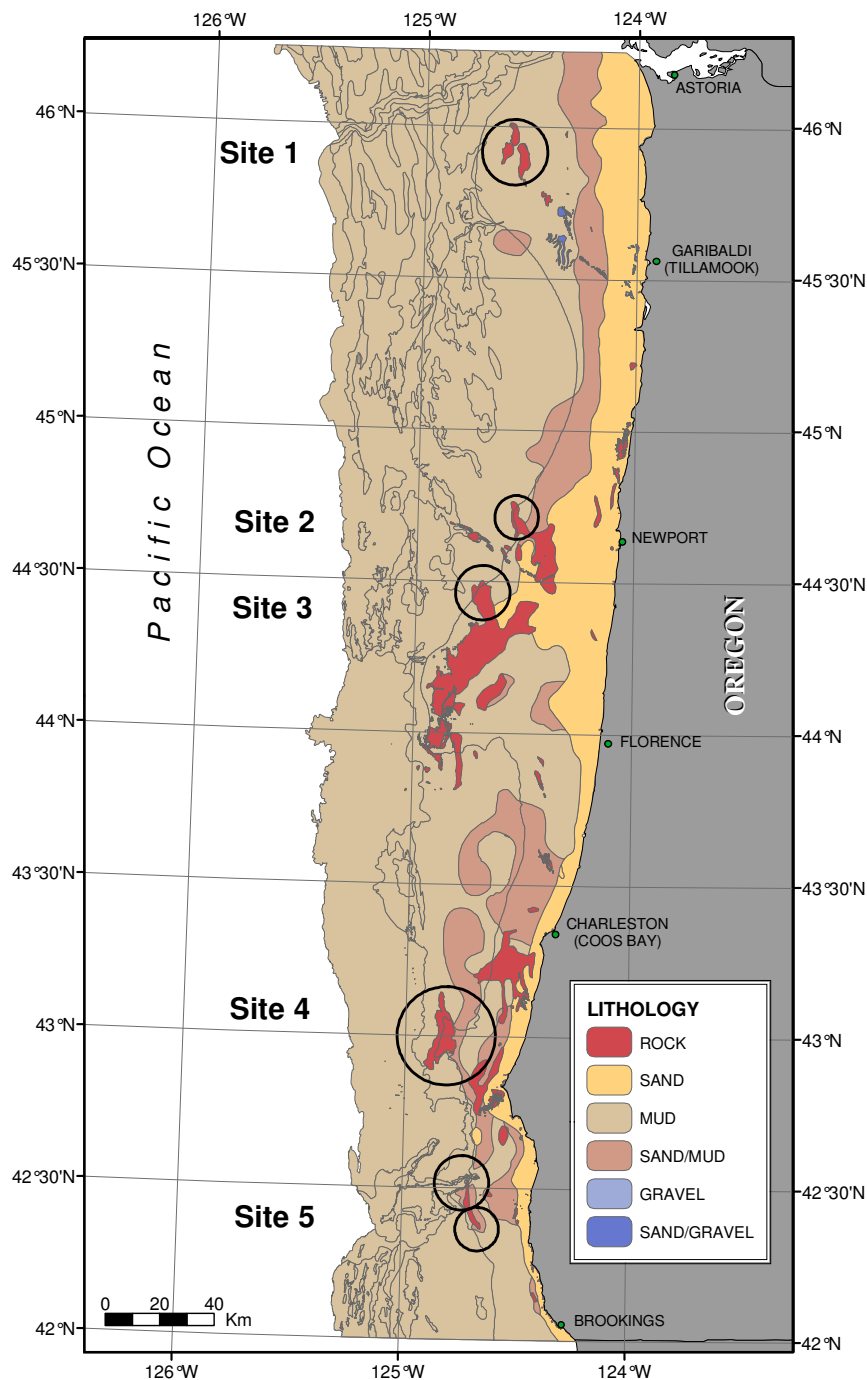 126°W
125°W
124°W
ASTORIA
46°N
46°N
Site 1
GARIBALDI
(TILLAMOOK)
45°30'N
45°30'N
Pacific Ocean
45°N
45°N
Site 2
NEWPORT
44°30'N
44°30'N
Site 3
OREGON
44°N
44°N
FLORENCE
43°30'N
43°30'N
CHARLESTON
(COOS BAY)
Site 4
43°N
43°N
LITHOLOGY
ROCK
SAND
MUD
SAND/MUD
GRAVEL
SAND/GRAVEL
42°30'N
42°30'N
Site 5
0 20 40
Km
BROOKINGS
42°N
42°N
126°W
125°W
124°W